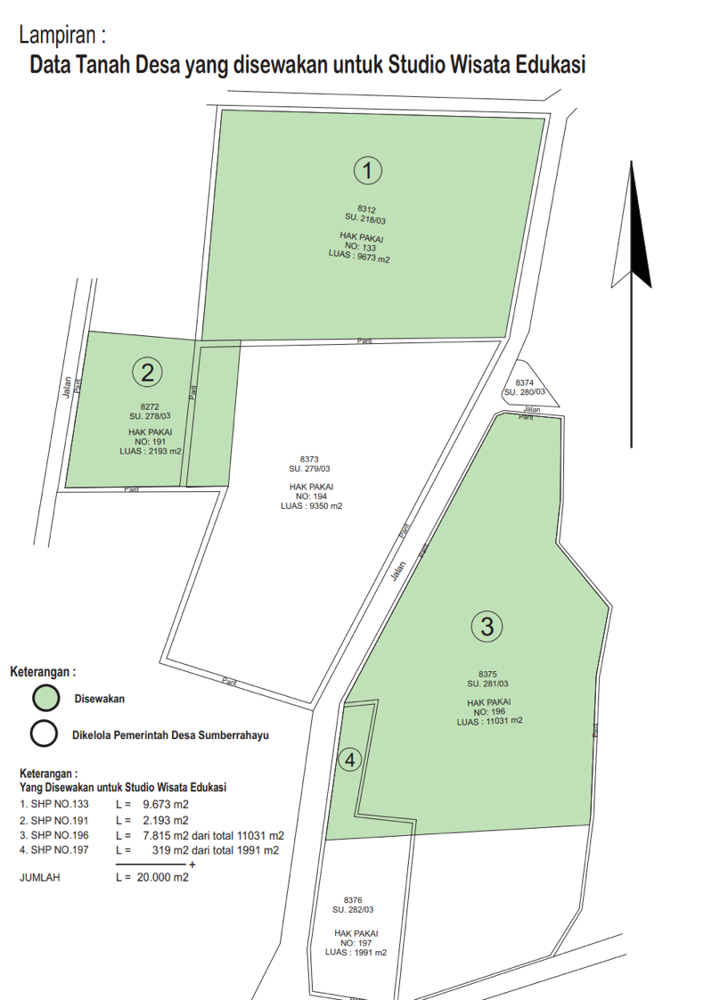 Lampiran :
Data Tanah Desa yang disewakan untuk Studio Wisata Edukasi
1
8312
SU. 218/03
HAK PAKAI
NO: 133
LUAS : 9673 m2
Parit
2
8272
SU. 278/03
HAK PAKAI
NO: 191
LUAS : 2193 m2
Jalan
Parit
Parit
Parit
8374
SU. 280/03
Jalan
Parit
8373
SU. 279/03
HAK PAKAI
NO: 194
LUAS : 9350 m2
Parit
Jalan
Parit
Parit
3
8375
SU. 281/03
HAK PAKAI
NO: 196
LUAS : 11031 m2
Parit
4
8376
SU. 282/03
HAK PAKAI
NO: 197
LUAS : 1991 m2
Keterangan :
Disewakan
Dikelola Pemerintah Desa Sumberrahayu
Keterangan :
Yang Disewakan untuk Studio Wisata Edukasi
1. SHP NO.133 L = 9.673 m2
2. SHP NO.191 L = 2.193 m2
3. SHP NO.196 L = 7.815 m2 dari total 11031 m2
4. SHP NO.197 L = 319 m2 dari total 1991 m2
+
JUMLAH L = 20.000 m2